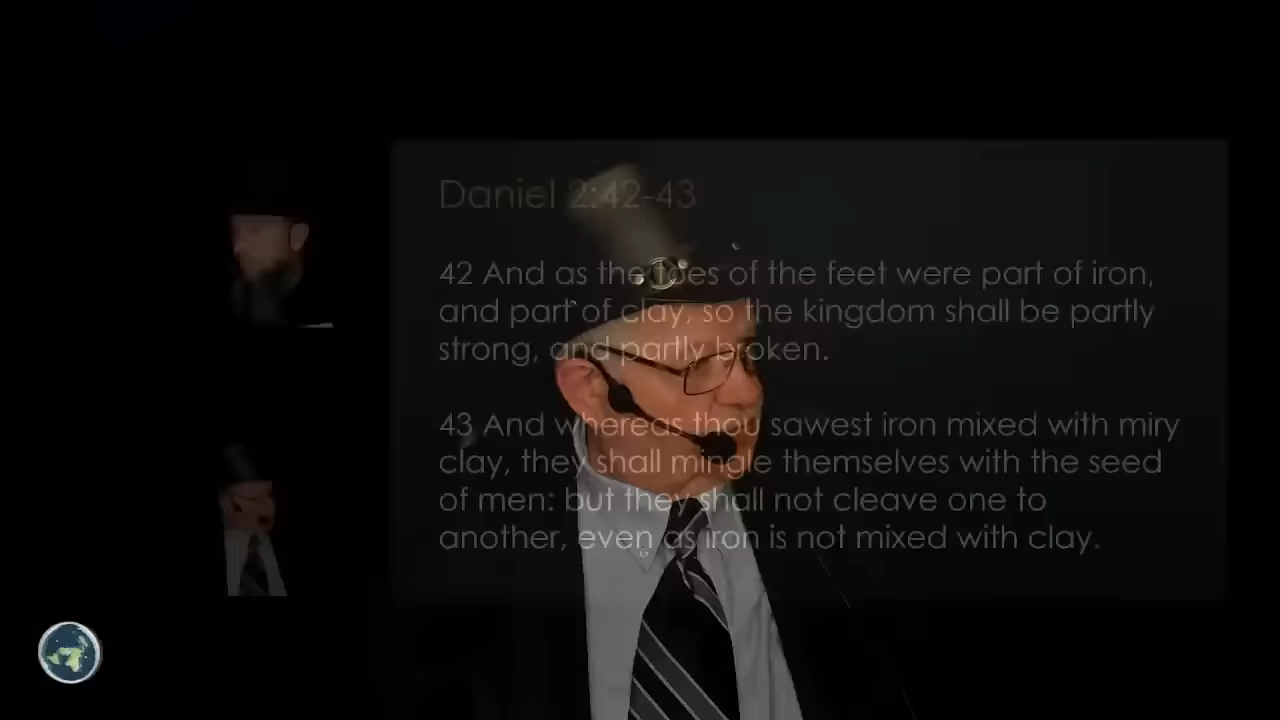 Daniel 2:42-43
42 And as the toes of the feet were part of iron,
and part of clay, so the kingdom shall be partly
strong, and partly broken.
43 And whereas thou sawest iron mixed with miry
clay, they shall mingle themselves with the seed
of men: but they shall not cleave one to
another, even as iron is not mixed with clay.